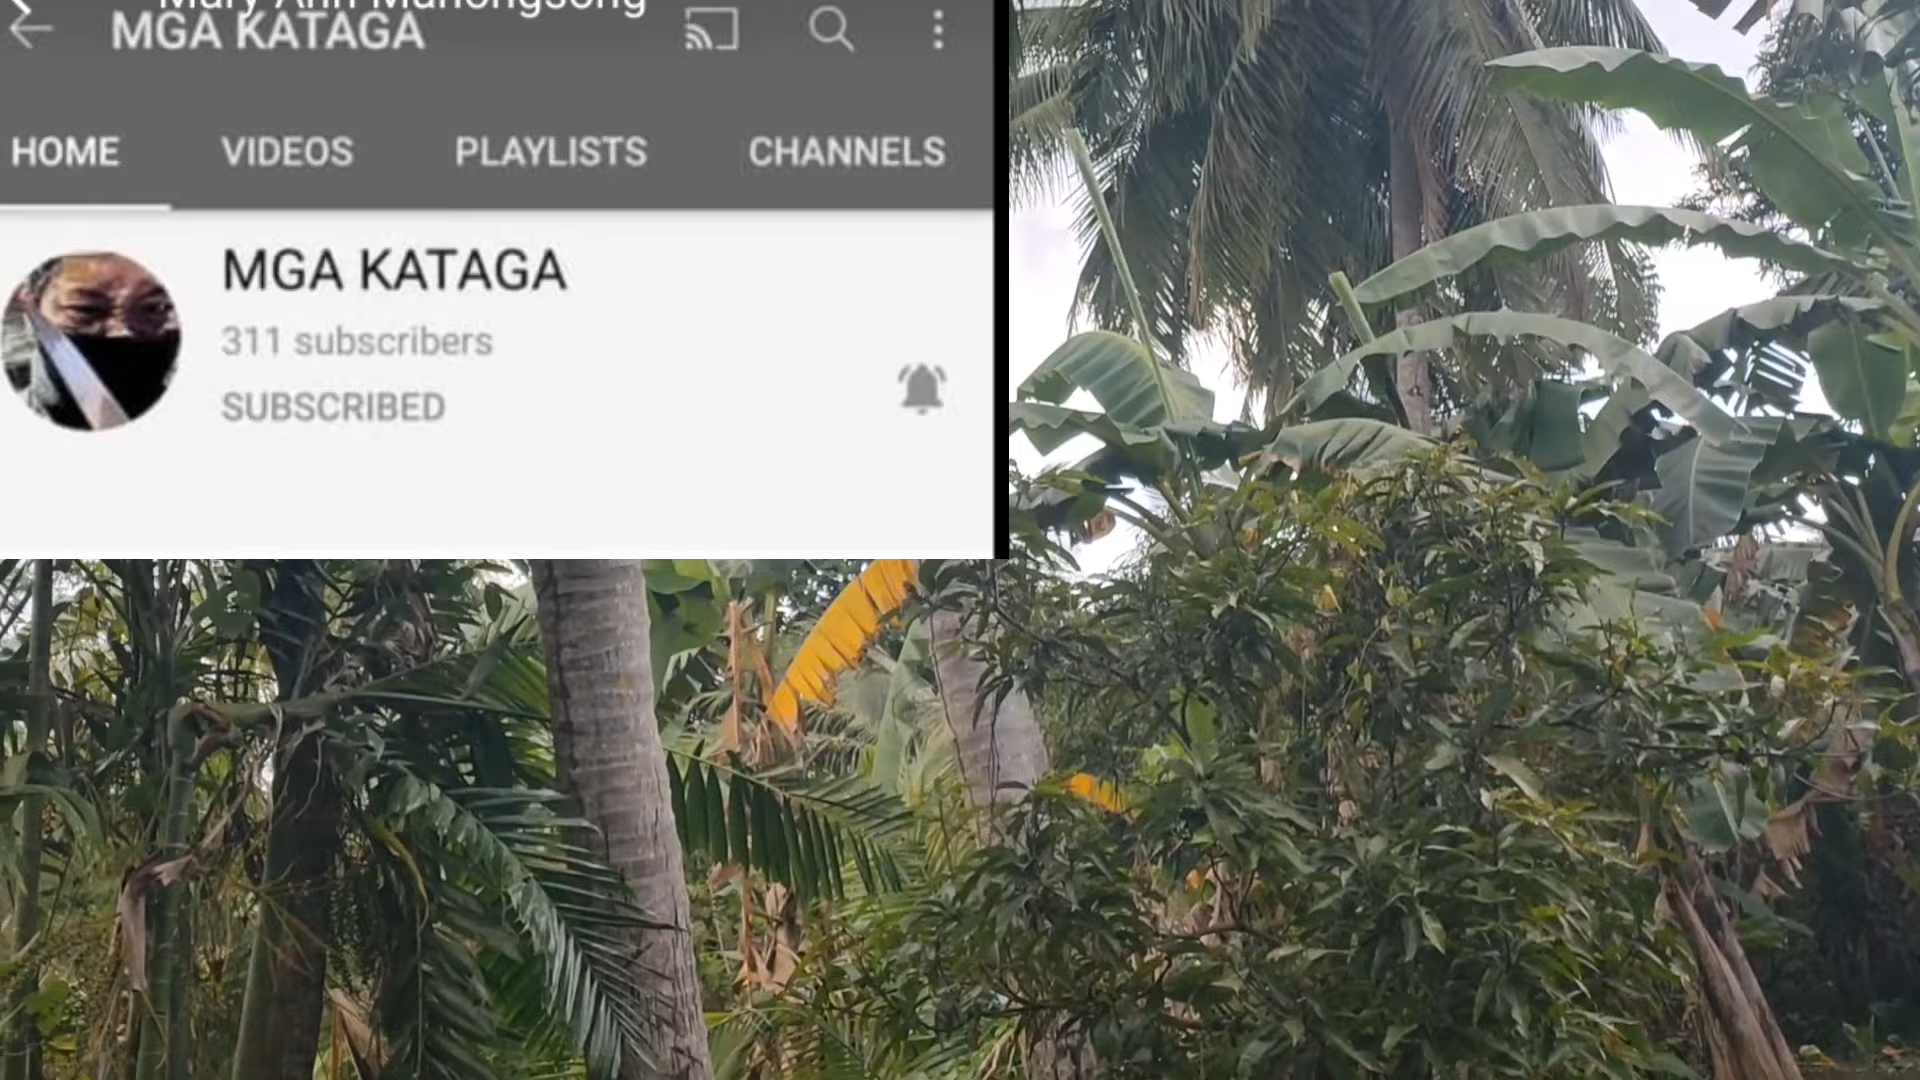 MGA KATAGA
HOME VIDEOS PLAYLISTS CHANNELS
MGA KATAGA
311 subscribers
SUBSCRIBED